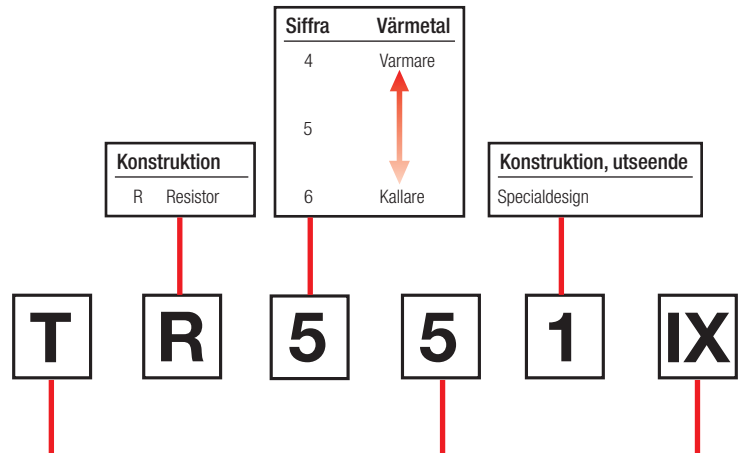 Siffra Värmetal
4 Varmare
5
6 Kallare
Konstruktion
R Resistor
Konstruktion, utseende
Specialdesign
T R 5 5 1 IX